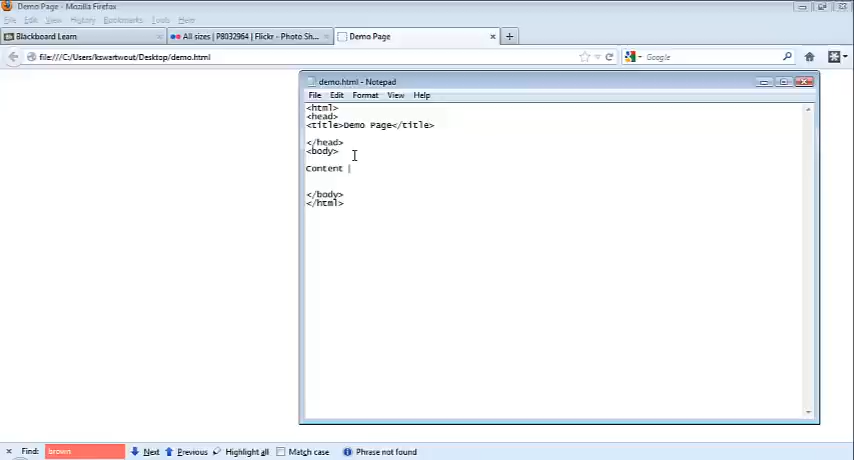 Demo Page - Mozilla Firefox
File Edit View History Bookmarks Tools Help
Blackboard Learn
All sizes | P8032964 | Flickr - Photo Sh...
Demo Page
file:///C:/Users/kswartwout/Desktop/demo.html
Google
demo.html - Notepad
File Edit Format View Help
<html>
<head>
<title>Demo Page</title>
</head>
<body>
Content
</body>
</html>
Find: brown Next Previous Highlight all Match case Phrase not found